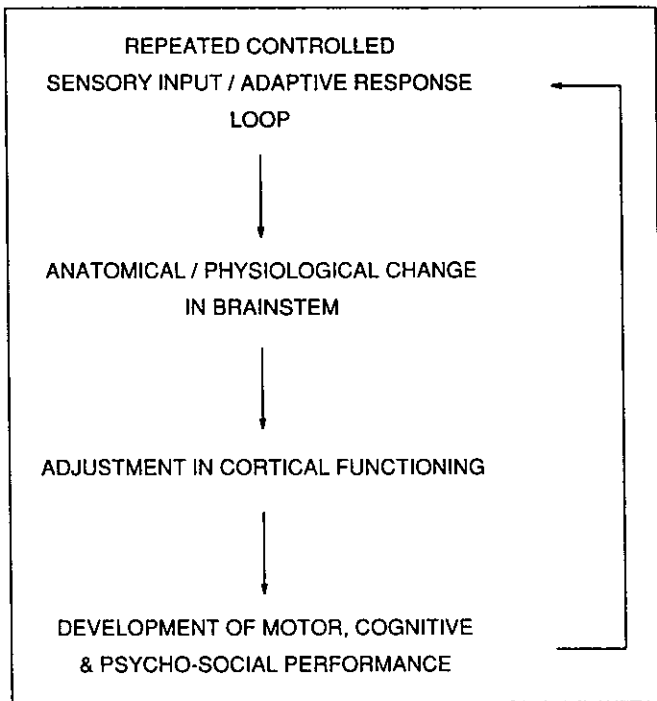 REPEATED CONTROLLED
SENSORY INPUT / ADAPTIVE RESPONSE
LOOP
ANATOMICAL / PHYSIOLOGICAL CHANGE
IN BRAINSTEM
ADJUSTMENT IN CORTICAL FUNCTIONING
DEVELOPMENT OF MOTOR, COGNITIVE
& PSYCHO-SOCIAL PERFORMANCE